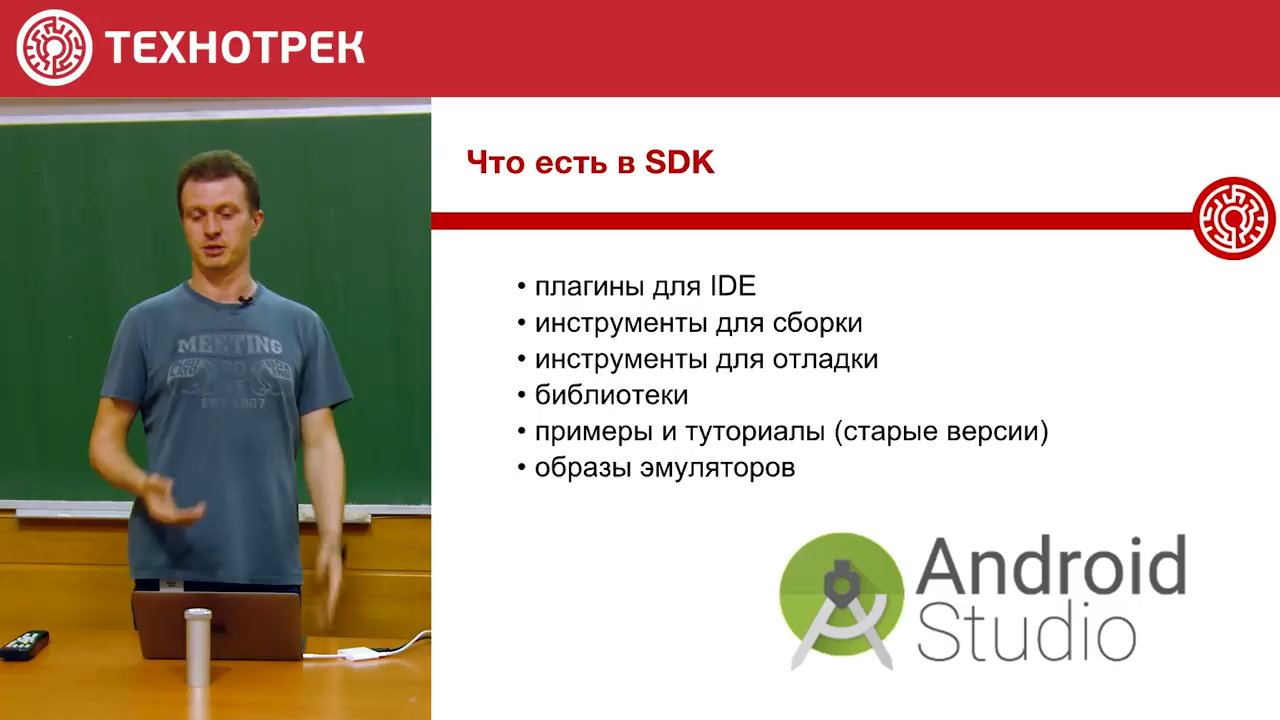 ТЕХНОТРЕК
Что есть в SDK
• плагины для IDE
• инструменты для сборки
• инструменты для отладки
• библиотеки
• примеры и туториалы (старые версии)
• образы эмуляторов
MEETING
Android
Studio